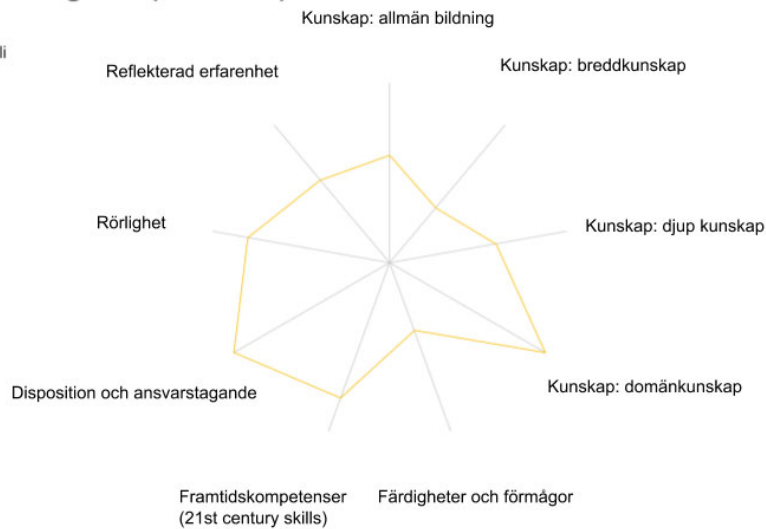 Kunskap: allmän bildning
Reflekterad erfarenhet
Kunskap: breddkunskap
Rörlighet
Kunskap: djup kunskap
Disposition och ansvarstagande
Kunskap: domänkunskap
Framtidskompetenser
(21st century skills)
Färdigheter och förmågor